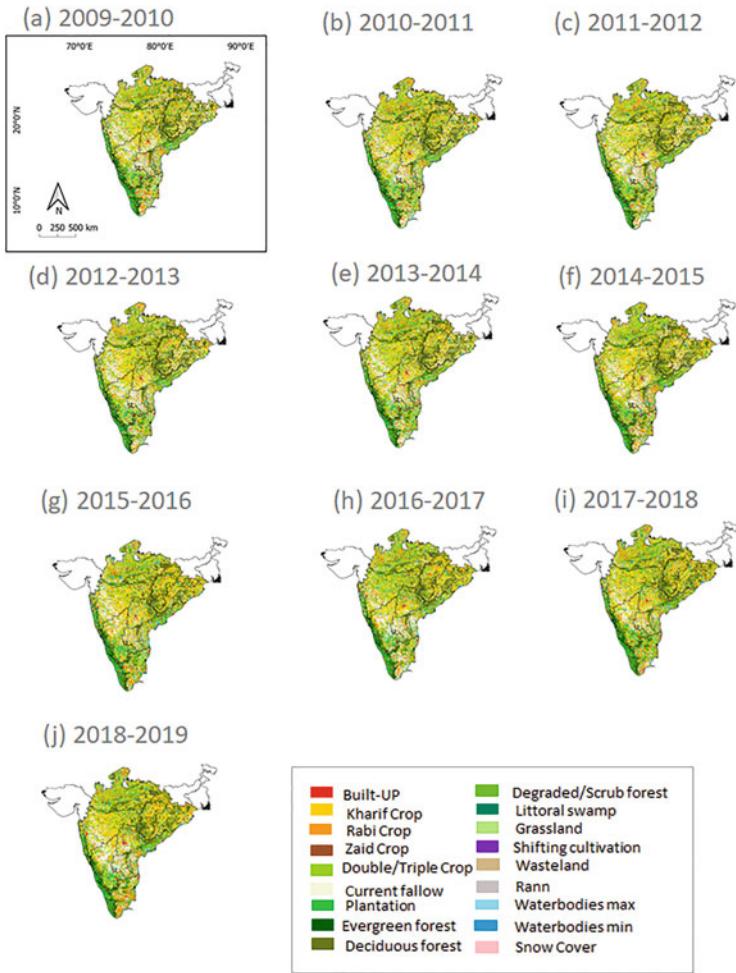 (a) 2009-2010
(b) 2010-2011
(c) 2011-2012
70°0'E 80°0'E 90°0'E
20°0'N
10°0'N
N
0 250 500 km
(d) 2012-2013
(e) 2013-2014
(f) 2014-2015
(g) 2015-2016
(h) 2016-2017
(i) 2017-2018
(j) 2018-2019
Built-UP
Kharif Crop
Rabi Crop
Zaid Crop
Double/Triple Crop
Current fallow
Plantation
Evergreen forest
Deciduous forest
Degraded/Scrub forest
Littoral swamp
Grassland
Shifting cultivation
Wasteland
Rann
Waterbodies max
Waterbodies min
Snow Cover